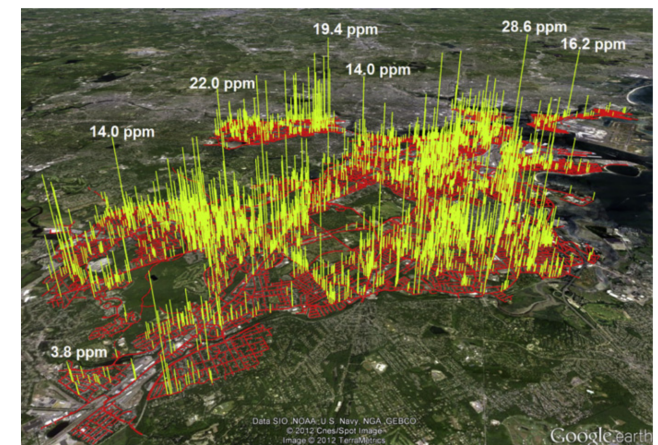 19.4 ppm
28.6 ppm
16.2 ppm
22.0 ppm
14.0 ppm
14.0 ppm
3.8 ppm
Data SIO, NOAA, U.S. Navy, NGA, GEBCO
© 2012 Cnes/Spot Image
Image © 2012 TerraMetrics
Google earth